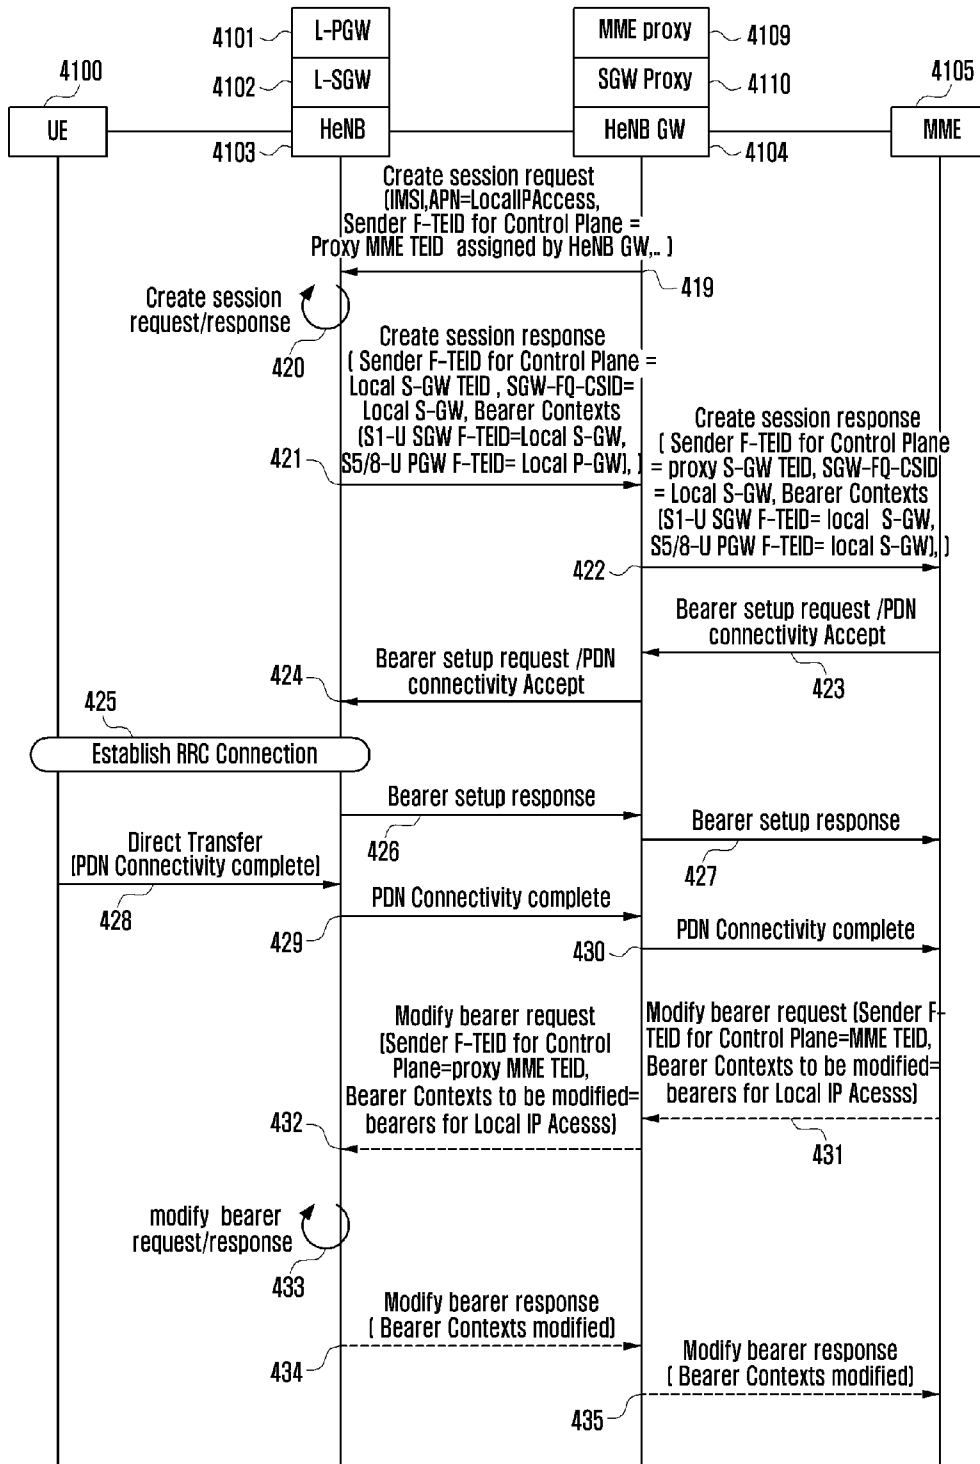 4101
L-PGW
MME proxy
4109
4100
4102
L-SGW
SGW Proxy
4110
4105
UE
HeNB
HeNB GW
MME
4103
4104
Create session request
(IMSI,APN=LocalIPAccess,
Sender F-TEID for Control Plane =
Proxy MME TEID assigned by HeNB GW,.. )
419
Create session
request/response
420
Create session response
( Sender F-TEID for Control Plane =
Local S-GW TEID , SGW-FQ-CSID=
Local S-GW, Bearer Contexts
(S1-U SGW F-TEID=Local S-GW,
S5/8-U PGW F-TEID= Local P-GW), )
421
Create session response
( Sender F-TEID for Control Plane
= proxy S-GW TEID, SGW-FQ-CSID
= Local S-GW, Bearer Contexts
(S1-U SGW F-TEID= local S-GW,
S5/8-U PGW F-TEID= local S-GW), )
422
Bearer setup request /PDN
connectivity Accept
423
Bearer setup request /PDN
connectivity Accept
424
425
Establish RRC Connection
Bearer setup response
426
Bearer setup response
427
Direct Transfer
(PDN Connectivity complete)
428
PDN Connectivity complete
429
PDN Connectivity complete
430
Modify bearer request (Sender F-
TEID for Control Plane=MME TEID,
Bearer Contexts to be modified=
bearers for Local IP Acesss)
431
Modify bearer request
(Sender F-TEID for Control
Plane=proxy MME TEID,
Bearer Contexts to be modified=
bearers for Local IP Acesss)
432
modify bearer
request/response
433
Modify bearer response
( Bearer Contexts modified)
434
Modify bearer response
( Bearer Contexts modified)
435